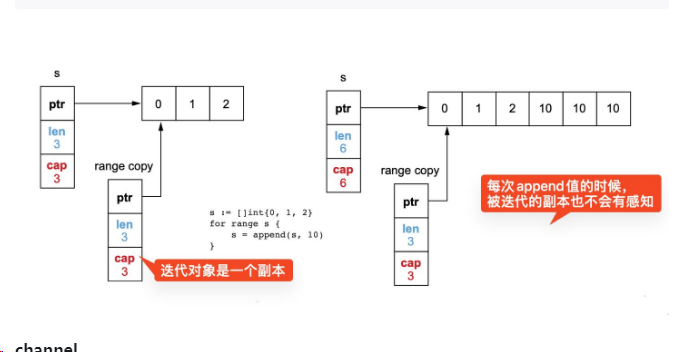 s
ptr
len
3
cap
3
0 1 2
range copy
ptr
len
3
cap
3
s := []int{0, 1, 2}
for range s {
    s = append(s, 10)
}
迭代对象是一个副本
s
ptr
len
6
cap
6
0 1 2 10 10 10
range copy
ptr
len
3
cap
3
每次append值的时候，
被迭代的副本也不会有感知
channel